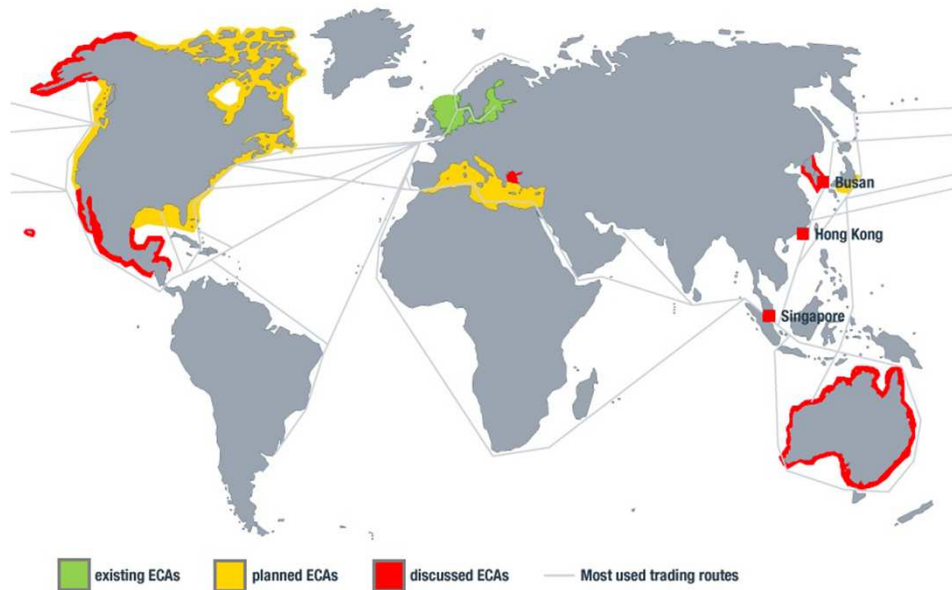 Busan
Hong Kong
Singapore
existing ECAs
planned ECAs
discussed ECAs
Most used trading routes